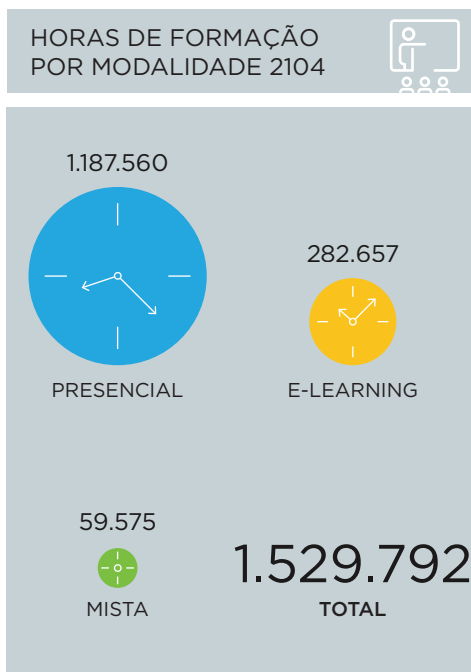 HORAS DE FORMAÇÃO
POR MODALIDADE 2104
1.187.560
PRESENCIAL
282.657
E-LEARNING
59.575
MISTA
1.529.792
TOTAL